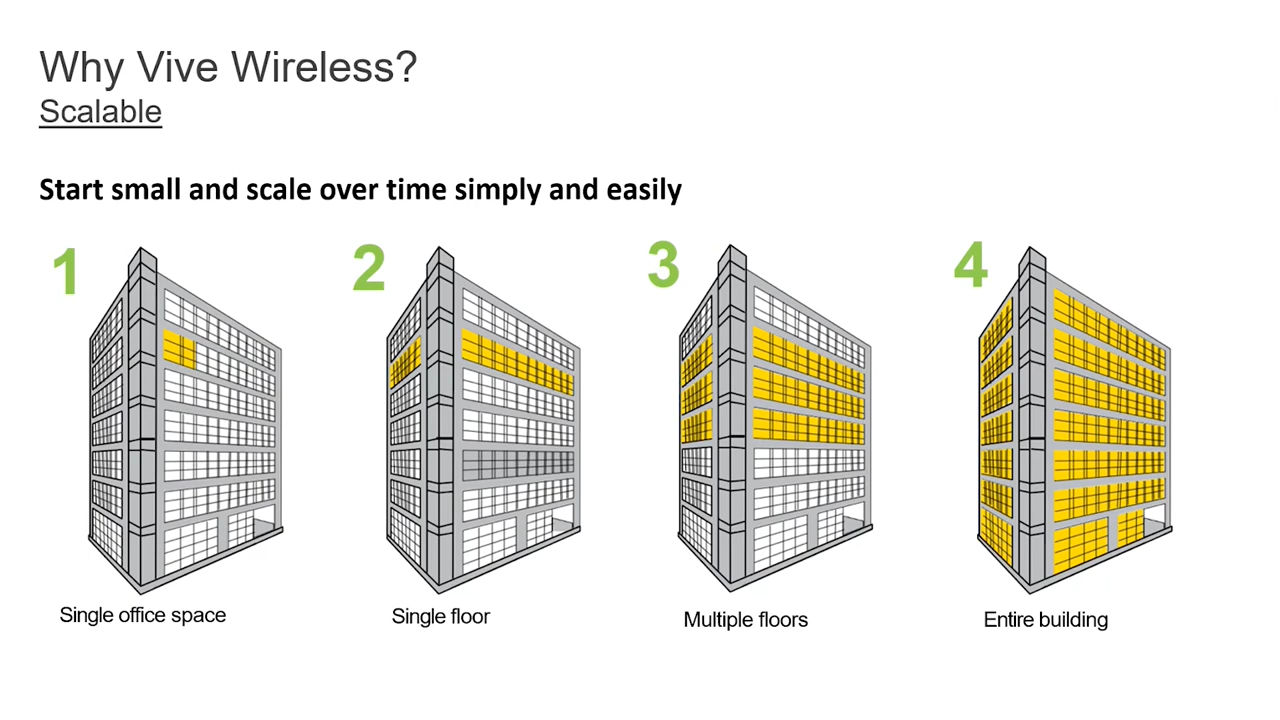 Why Vive Wireless?
Scalable
Start small and scale over time simply and easily
1
2
3
4
Single office space
Single floor
Multiple floors
Entire building